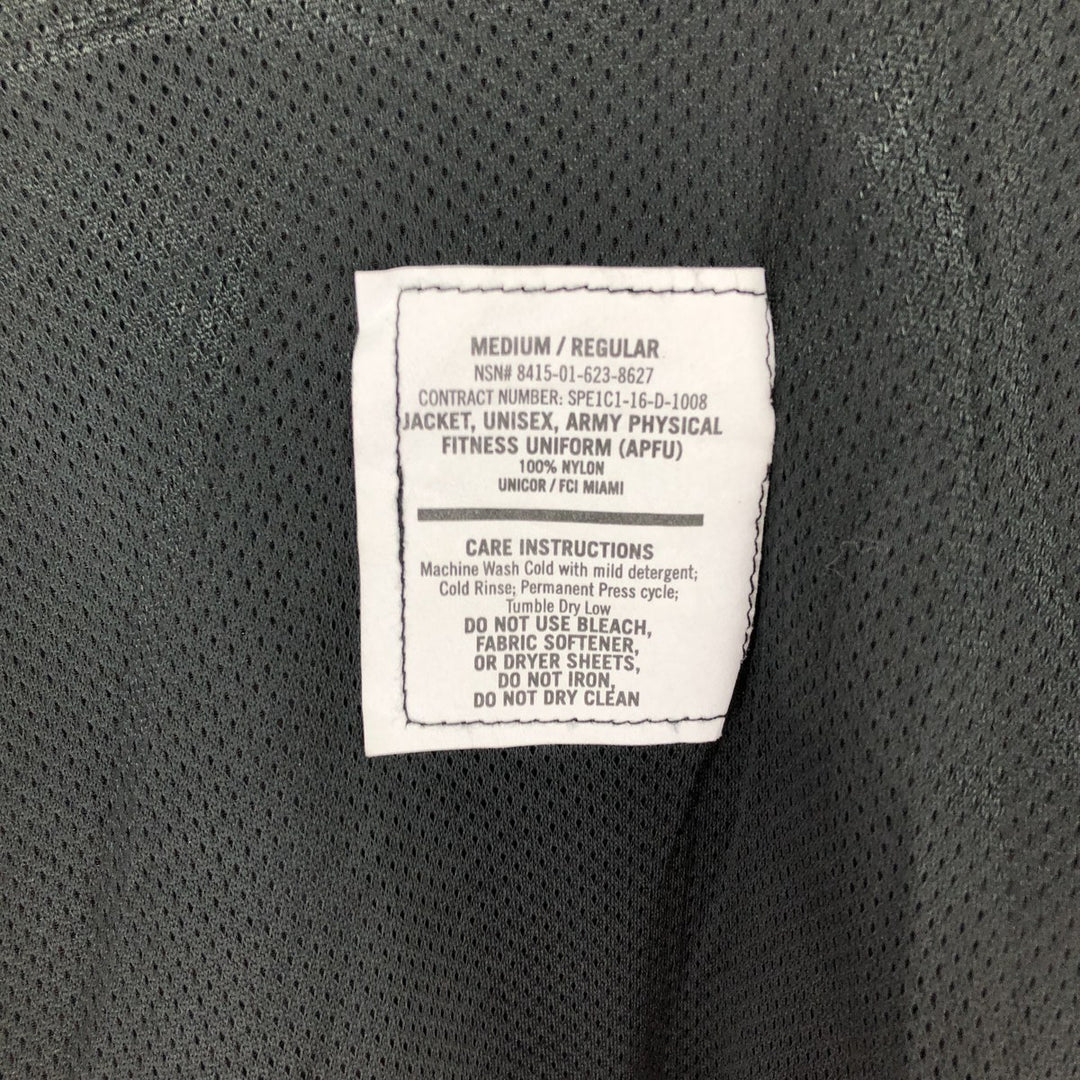 MEDIUM / REGULAR
NSN# 8415-01-623-8627
CONTRACT NUMBER: SPE1C1-16-D-1008
JACKET, UNISEX, ARMY PHYSICAL
FITNESS UNIFORM (APFU)
100% NYLON
UNICOR / FCI MIAMI
CARE INSTRUCTIONS
Machine Wash Cold with mild detergent;
Cold Rinse; Permanent Press cycle;
Tumble Dry Low
DO NOT USE BLEACH,
FABRIC SOFTENER,
OR DRYER SHEETS,
DO NOT IRON,
DO NOT DRY CLEAN